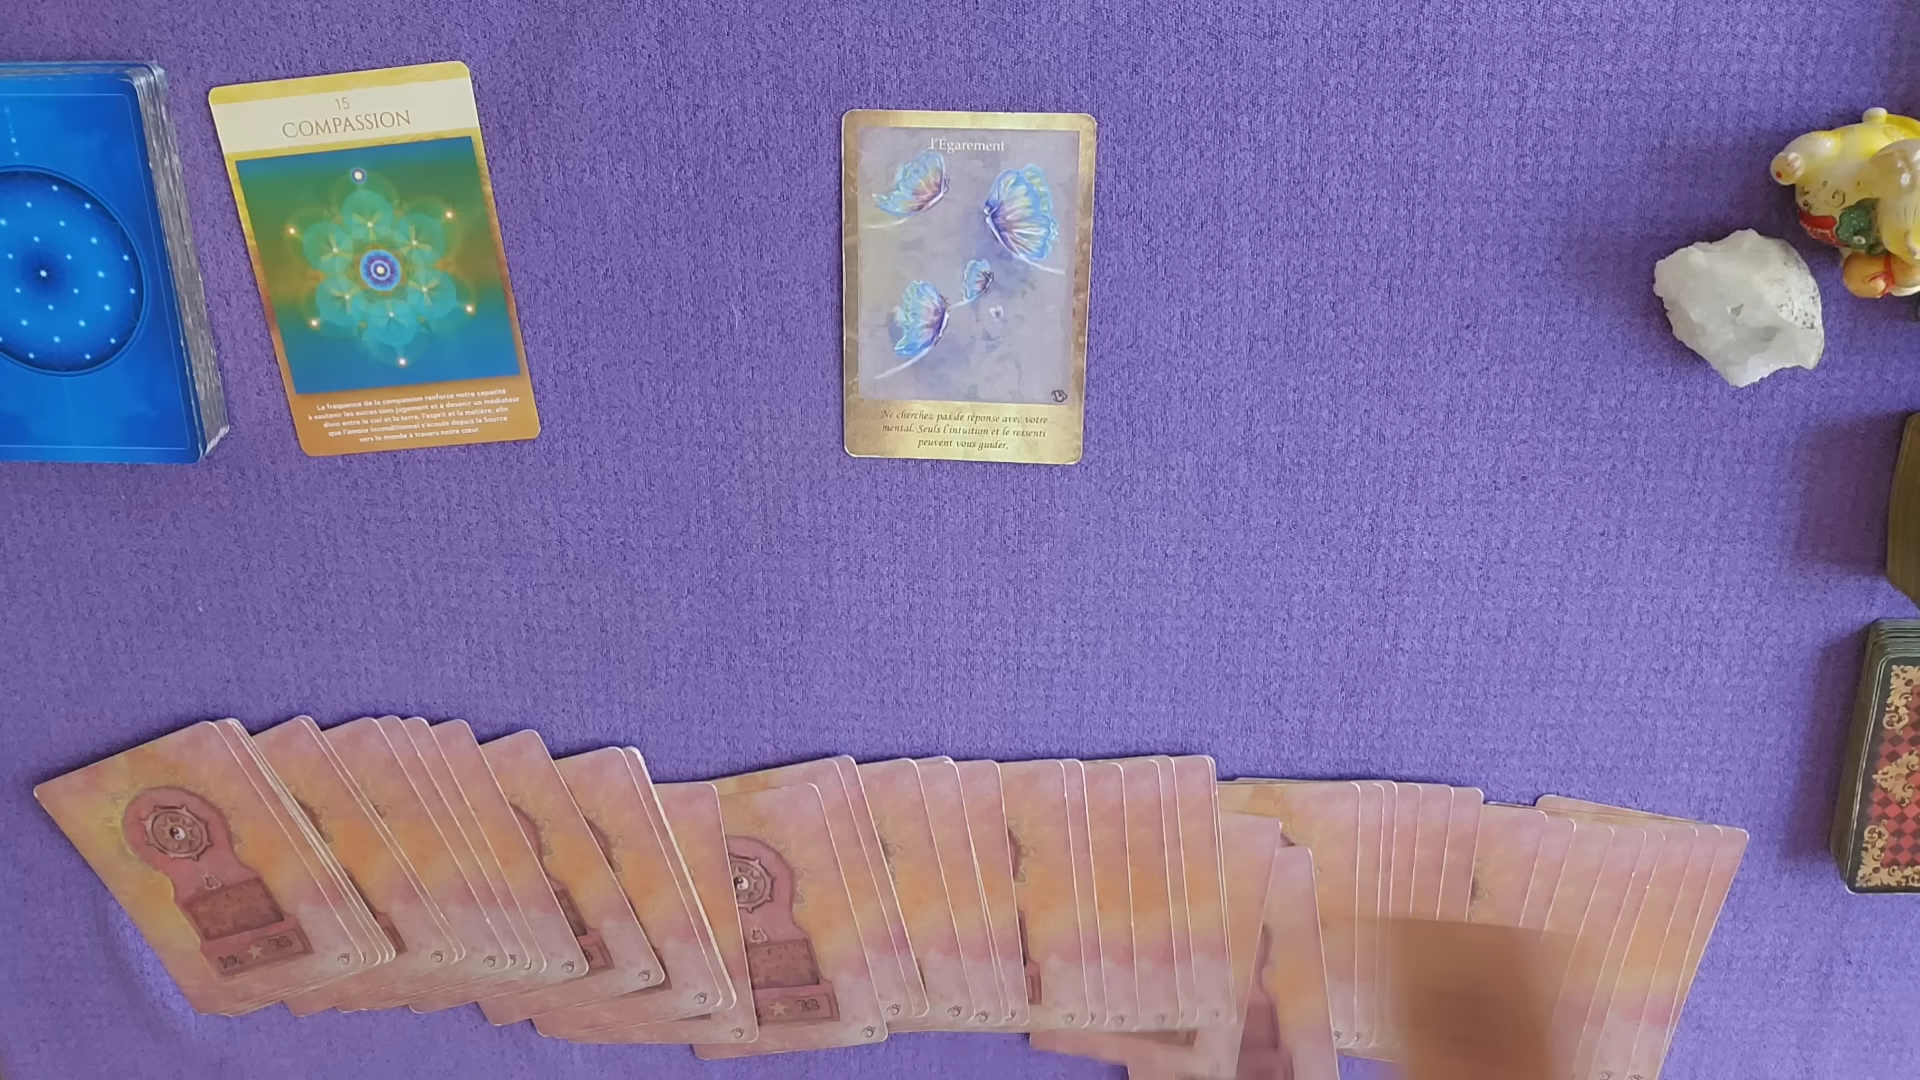 15
COMPASSION
La fréquence de la compassion renforce notre capacité
à soutenir les autres sans jugement et à devenir un médiateur
divin entre le ciel et la terre, l'esprit et la matière, afin
que l'amour inconditionnel s'écoule depuis la Source
vers le monde à travers notre cœur.
l'Egarement
Ne cherchez pas de réponse avec votre
mental. Seuls l'intuition et le ressenti
peuvent vous guider.